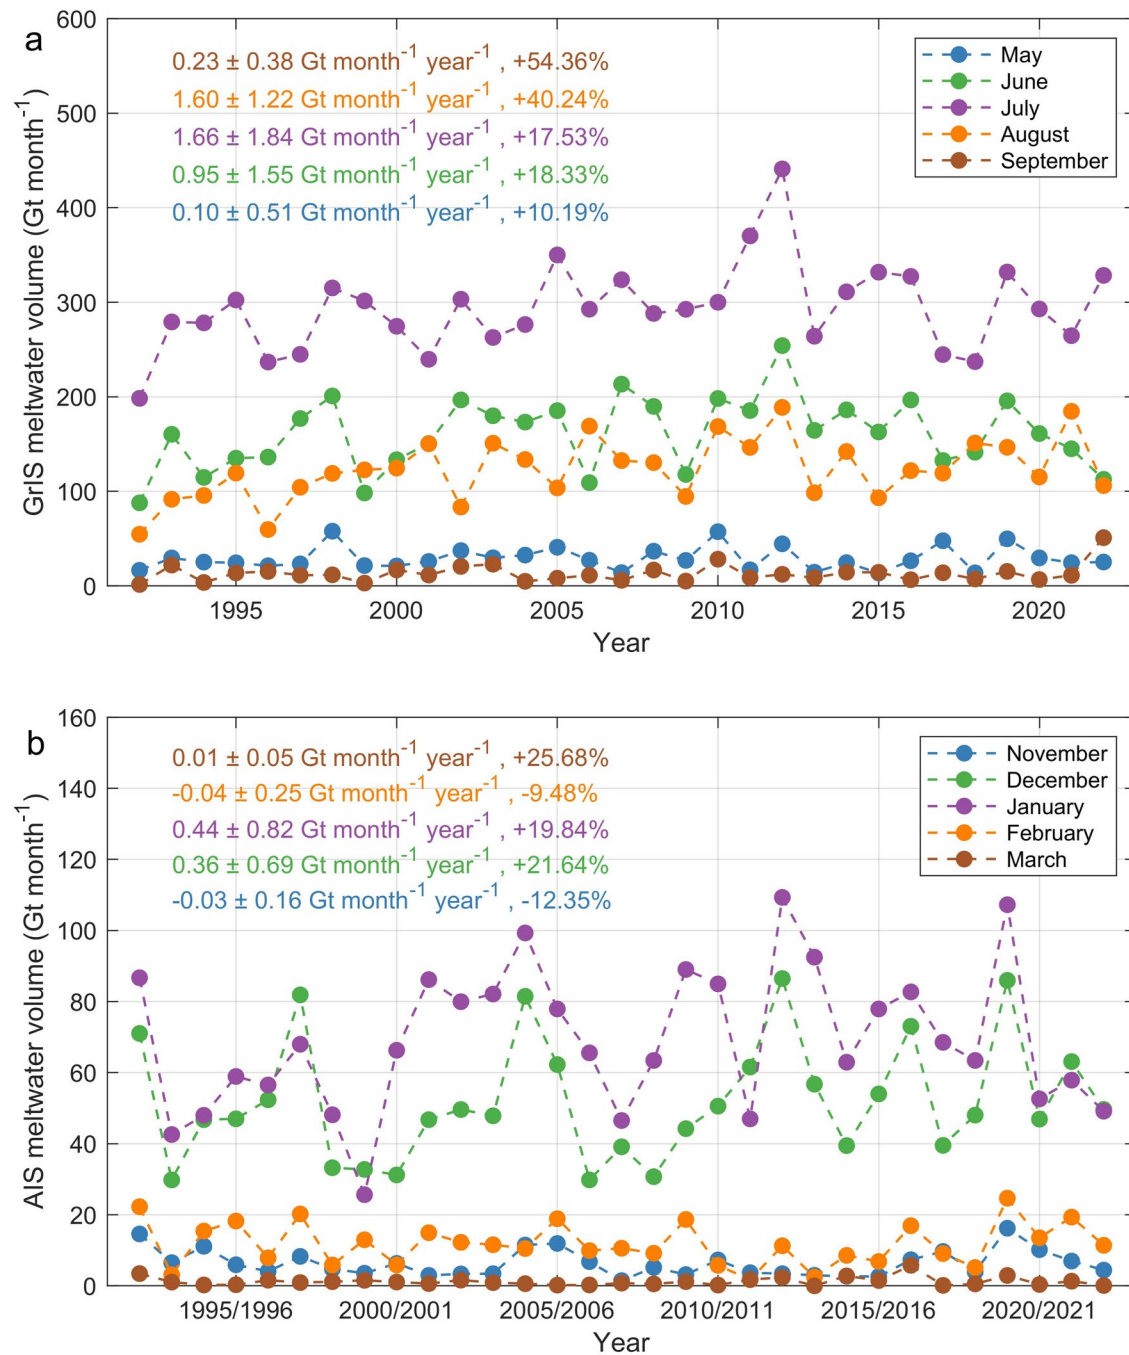 a
600
500
400
300
200
100
0
GrIS meltwater volume (Gt month⁻¹)
0.23 ± 0.38 Gt month⁻¹ year⁻¹ , +54.36%
1.60 ± 1.22 Gt month⁻¹ year⁻¹ , +40.24%
1.66 ± 1.84 Gt month⁻¹ year⁻¹ , +17.53%
0.95 ± 1.55 Gt month⁻¹ year⁻¹ , +18.33%
0.10 ± 0.51 Gt month⁻¹ year⁻¹ , +10.19%
May
June
July
August
September
1995 2000 2005 2010 2015 2020
Year
b
160
140
120
100
80
60
40
20
0
AIS meltwater volume (Gt month⁻¹)
0.01 ± 0.05 Gt month⁻¹ year⁻¹ , +25.68%
-0.04 ± 0.25 Gt month⁻¹ year⁻¹ , -9.48%
0.44 ± 0.82 Gt month⁻¹ year⁻¹ , +19.84%
0.36 ± 0.69 Gt month⁻¹ year⁻¹ , +21.64%
-0.03 ± 0.16 Gt month⁻¹ year⁻¹ , -12.35%
November
December
January
February
March
1995/1996 2000/2001 2005/2006 2010/2011 2015/2016 2020/2021
Year